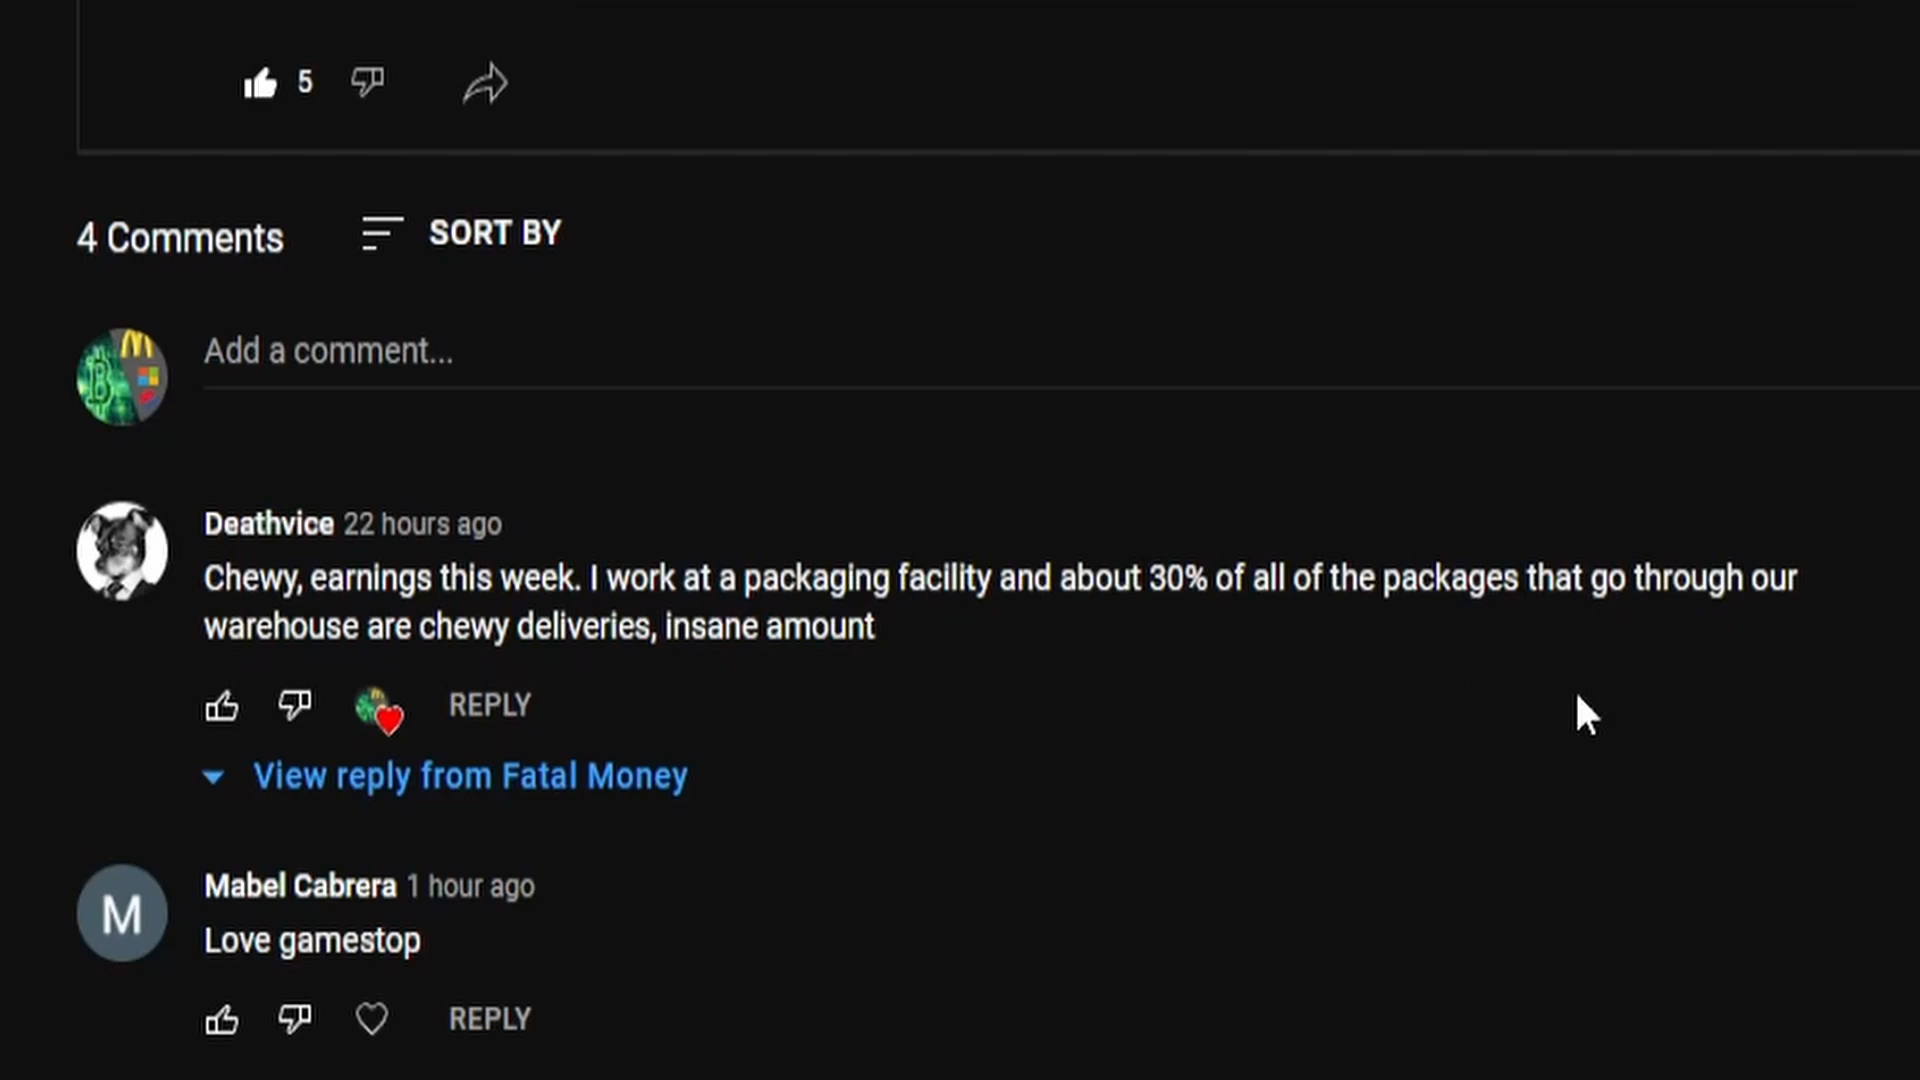 5
4 Comments SORT BY
Add a comment...
Deathvice 22 hours ago
Chewy, earnings this week. I work at a packaging facility and about 30% of all of the packages that go through our
warehouse are chewy deliveries, insane amount
REPLY
View reply from Fatal Money
M
Mabel Cabrera 1 hour ago
Love gamestop
REPLY